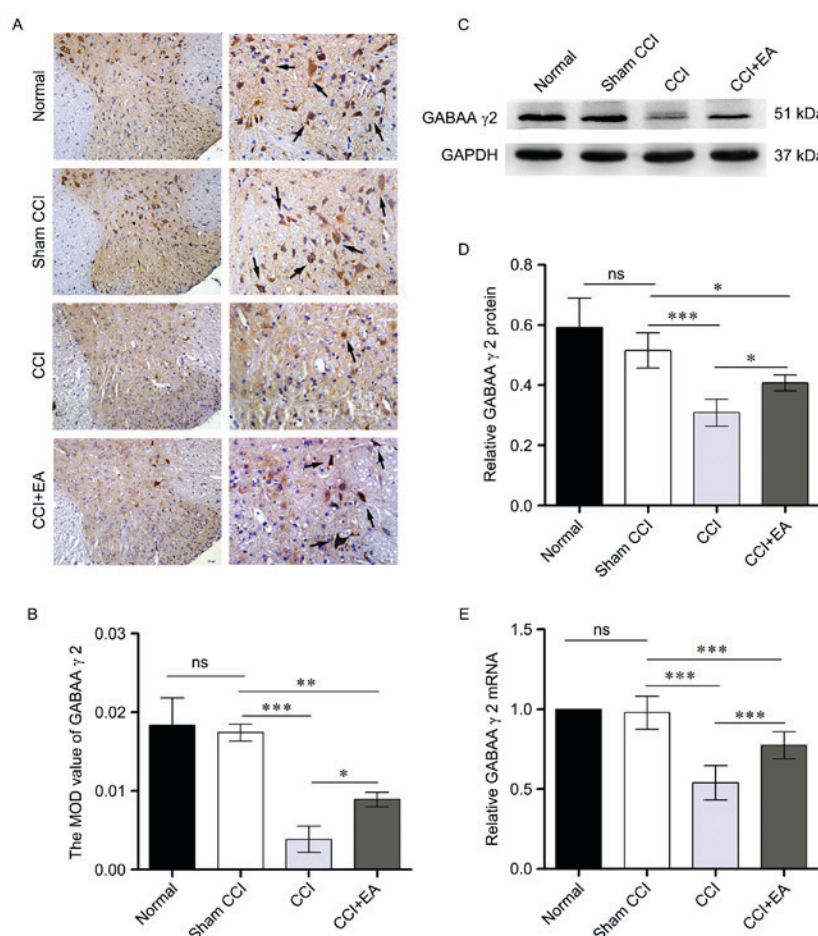 A
Normal
Sham CCI
CCI
CCI+EA
B
The MOD value of GABAA γ 2
0.03
0.02
0.01
0.00
ns
**
***
*
Normal
Sham CCI
CCI
CCI+EA
C
Normal
Sham CCI
CCI
CCI+EA
GABAA γ2
51 kDa
GAPDH
37 kDa
D
Relative GABAA γ 2 protein
0.8
0.6
0.4
0.2
0.0
ns
*
***
*
Normal
Sham CCI
CCI
CCI+EA
E
Relative GABAA γ 2 mRNA
1.5
1.0
0.5
0.0
ns
***
***
***
Normal
Sham CCI
CCI
CCI+EA